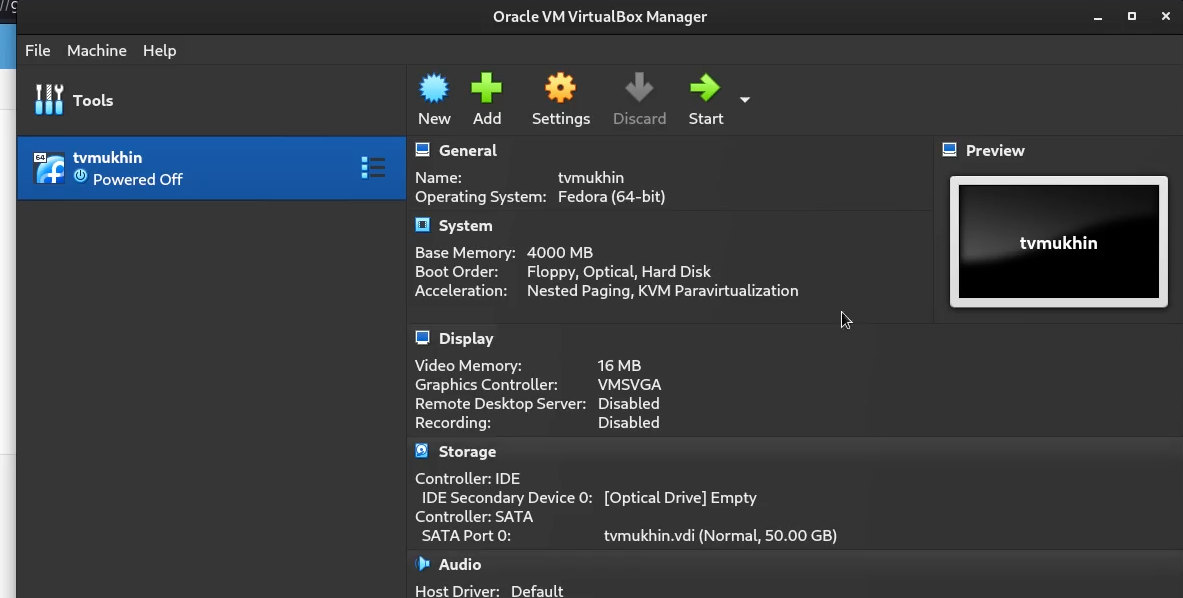 Oracle VM VirtualBox Manager
File Machine Help
Tools
New Add Settings Discard Start
64
tvmukhin
Powered Off
General
Name: tvmukhin
Operating System: Fedora (64-bit)
Preview
tvmukhin
System
Base Memory: 4000 MB
Boot Order: Floppy, Optical, Hard Disk
Acceleration: Nested Paging, KVM Paravirtualization
Display
Video Memory: 16 MB
Graphics Controller: VMSVGA
Remote Desktop Server: Disabled
Recording: Disabled
Storage
Controller: IDE
IDE Secondary Device 0: [Optical Drive] Empty
Controller: SATA
SATA Port 0: tvmukhin.vdi (Normal, 50.00 GB)
Audio
Host Driver: Default